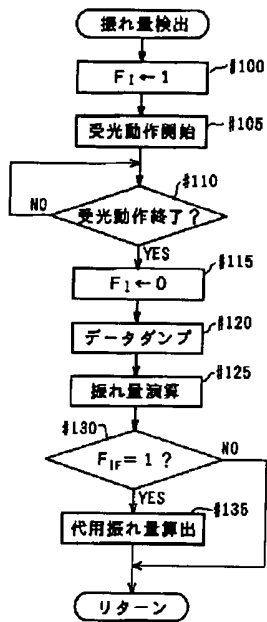 振れ量検出
F_I←1
#100
受光動作開始
#105
#110
受光動作終了?
NO
YES
#115
F_I←0
#120
データダンプ
#125
振れ量演算
#130
F_IF=1?
NO
YES
#135
代用振れ量算出
リターン